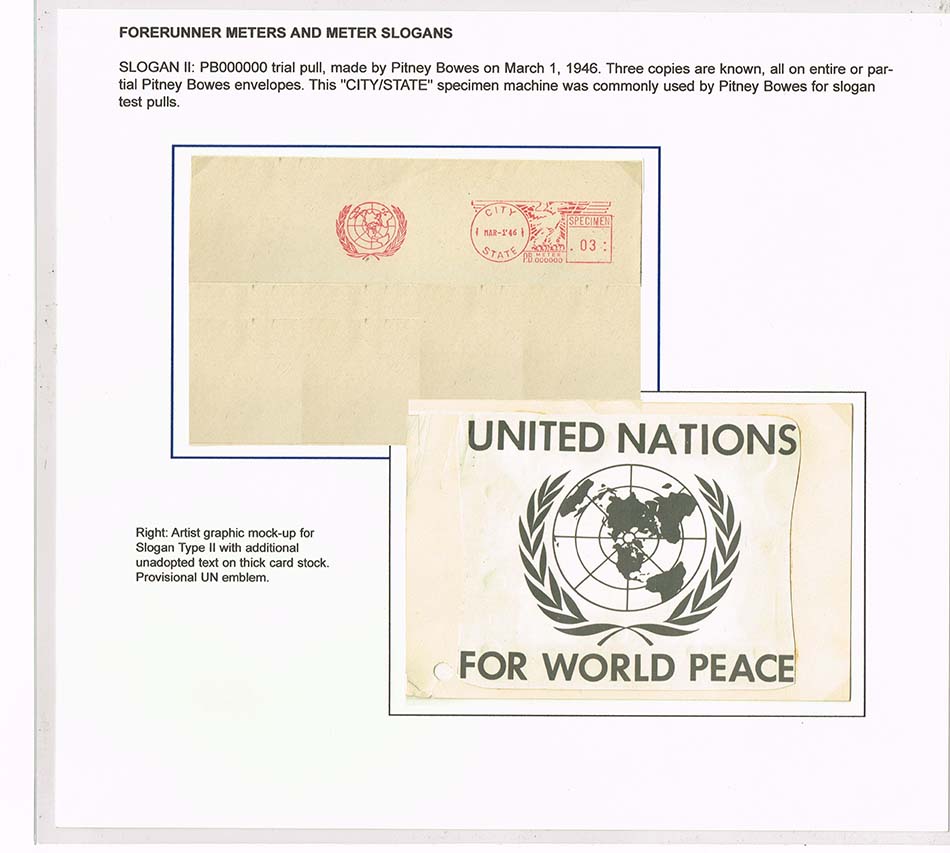 FORERUNNER METERS AND METER SLOGANS
SLOGAN II: PB000000 trial pull, made by Pitney Bowes on March 1, 1946. Three copies are known, all on entire or par-
tial Pitney Bowes envelopes. This "CITY/STATE" specimen machine was commonly used by Pitney Bowes for slogan
test pulls.
CITY
MAR-1'46
STATE
SPECIMEN
.03:
METER
PB 000000
UNITED NATIONS
FOR WORLD PEACE
Right: Artist graphic mock-up for
Slogan Type II with additional
unadopted text on thick card stock.
Provisional UN emblem.